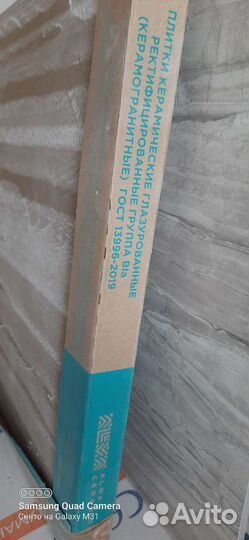 ПЛИТКИ КЕРАМИЧЕСКИЕ ГЛАЗУРОВАННЫЕ
РЕКТИФИЦИРОВАННЫЕ ГРУППА BIa
(КЕРАМОГРАНИТНЫЕ) ГОСТ 13996-2019
Samsung Quad Camera
Снято на Galaxy M31
Avito